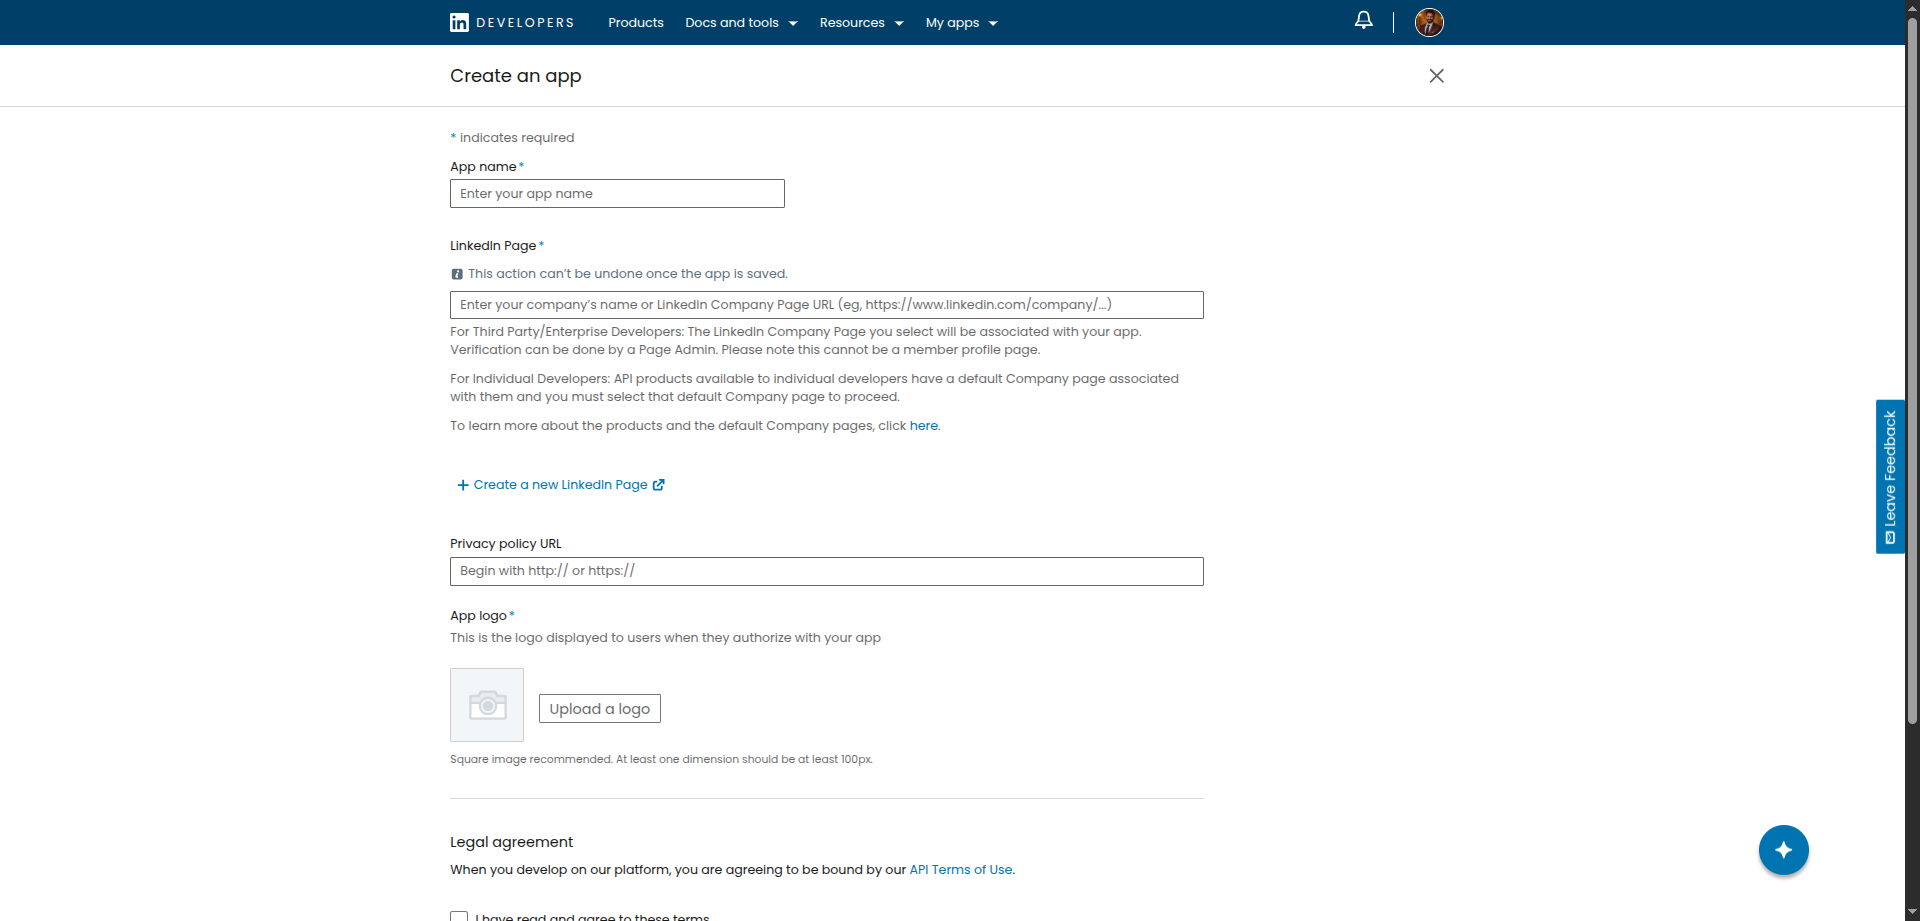 in DEVELOPERS Products Docs and tools Resources My apps
Create an app
* indicates required
App name*
Enter your app name
LinkedIn Page*
This action can’t be undone once the app is saved.
Enter your company’s name or LinkedIn Company Page URL (eg, https://www.linkedin.com/company/...)
For Third Party/Enterprise Developers: The LinkedIn Company Page you select will be associated with your app.
Verification can be done by a Page Admin. Please note this cannot be a member profile page.
For Individual Developers: API products available to individual developers have a default Company page associated
with them and you must select that default Company page to proceed.
To learn more about the products and the default Company pages, click here.
+ Create a new LinkedIn Page
Privacy policy URL
Begin with http:// or https://
App logo*
This is the logo displayed to users when they authorize with your app
Upload a logo
Square image recommended. At least one dimension should be at least 100px.
Legal agreement
When you develop on our platform, you are agreeing to be bound by our API Terms of Use.
I have read and agree to these terms
Leave Feedback